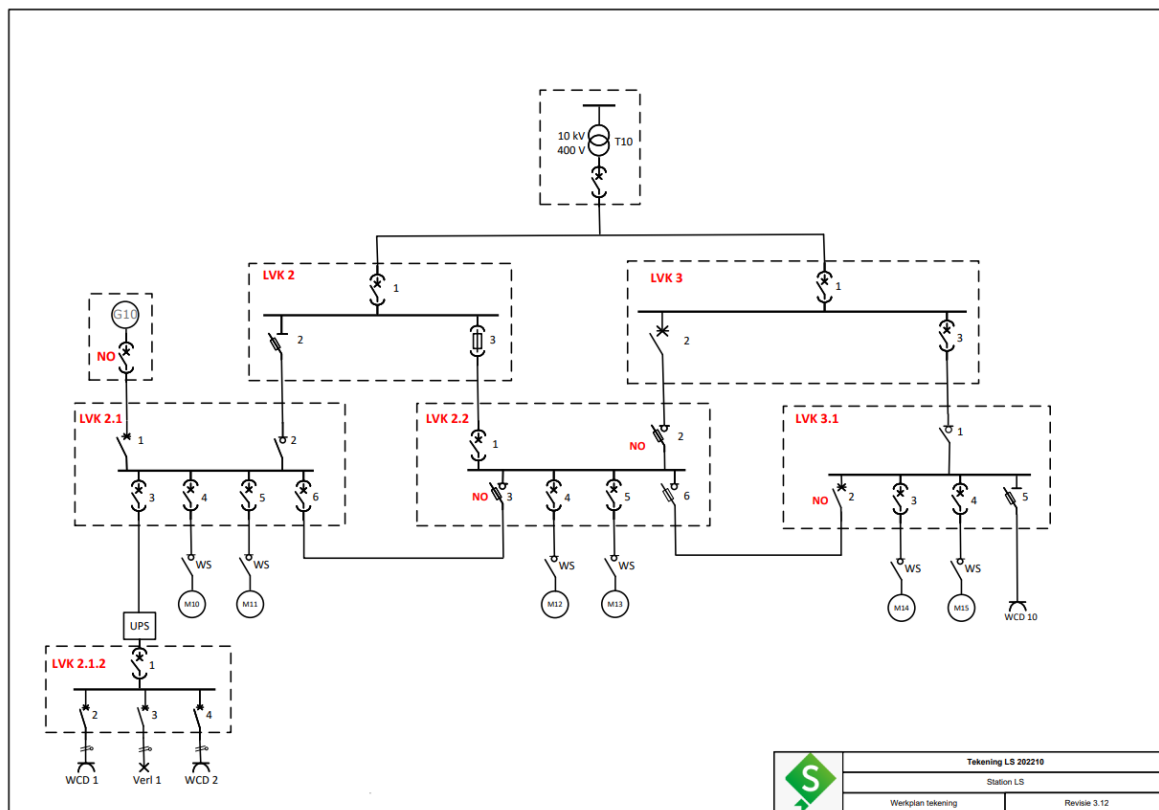 10 kV
400 V
T10
LVK 2
1
LVK 3
1
G10
NO
2
3
2
3
LVK 2.1
1
2
LVK 2.2
1
NO
2
LVK 3.1
1
3
4
5
6
NO
3
4
5
6
NO
2
3
4
5
WS
WS
WS
WS
WS
WS
M10
M11
M12
M13
M14
M15
WCD 10
UPS
LVK 2.1.2
1
2
3
4
WCD 1
Verl 1
WCD 2
S
Tekening LS 202210
Station LS
Werkplan tekening
Revisie 3.12